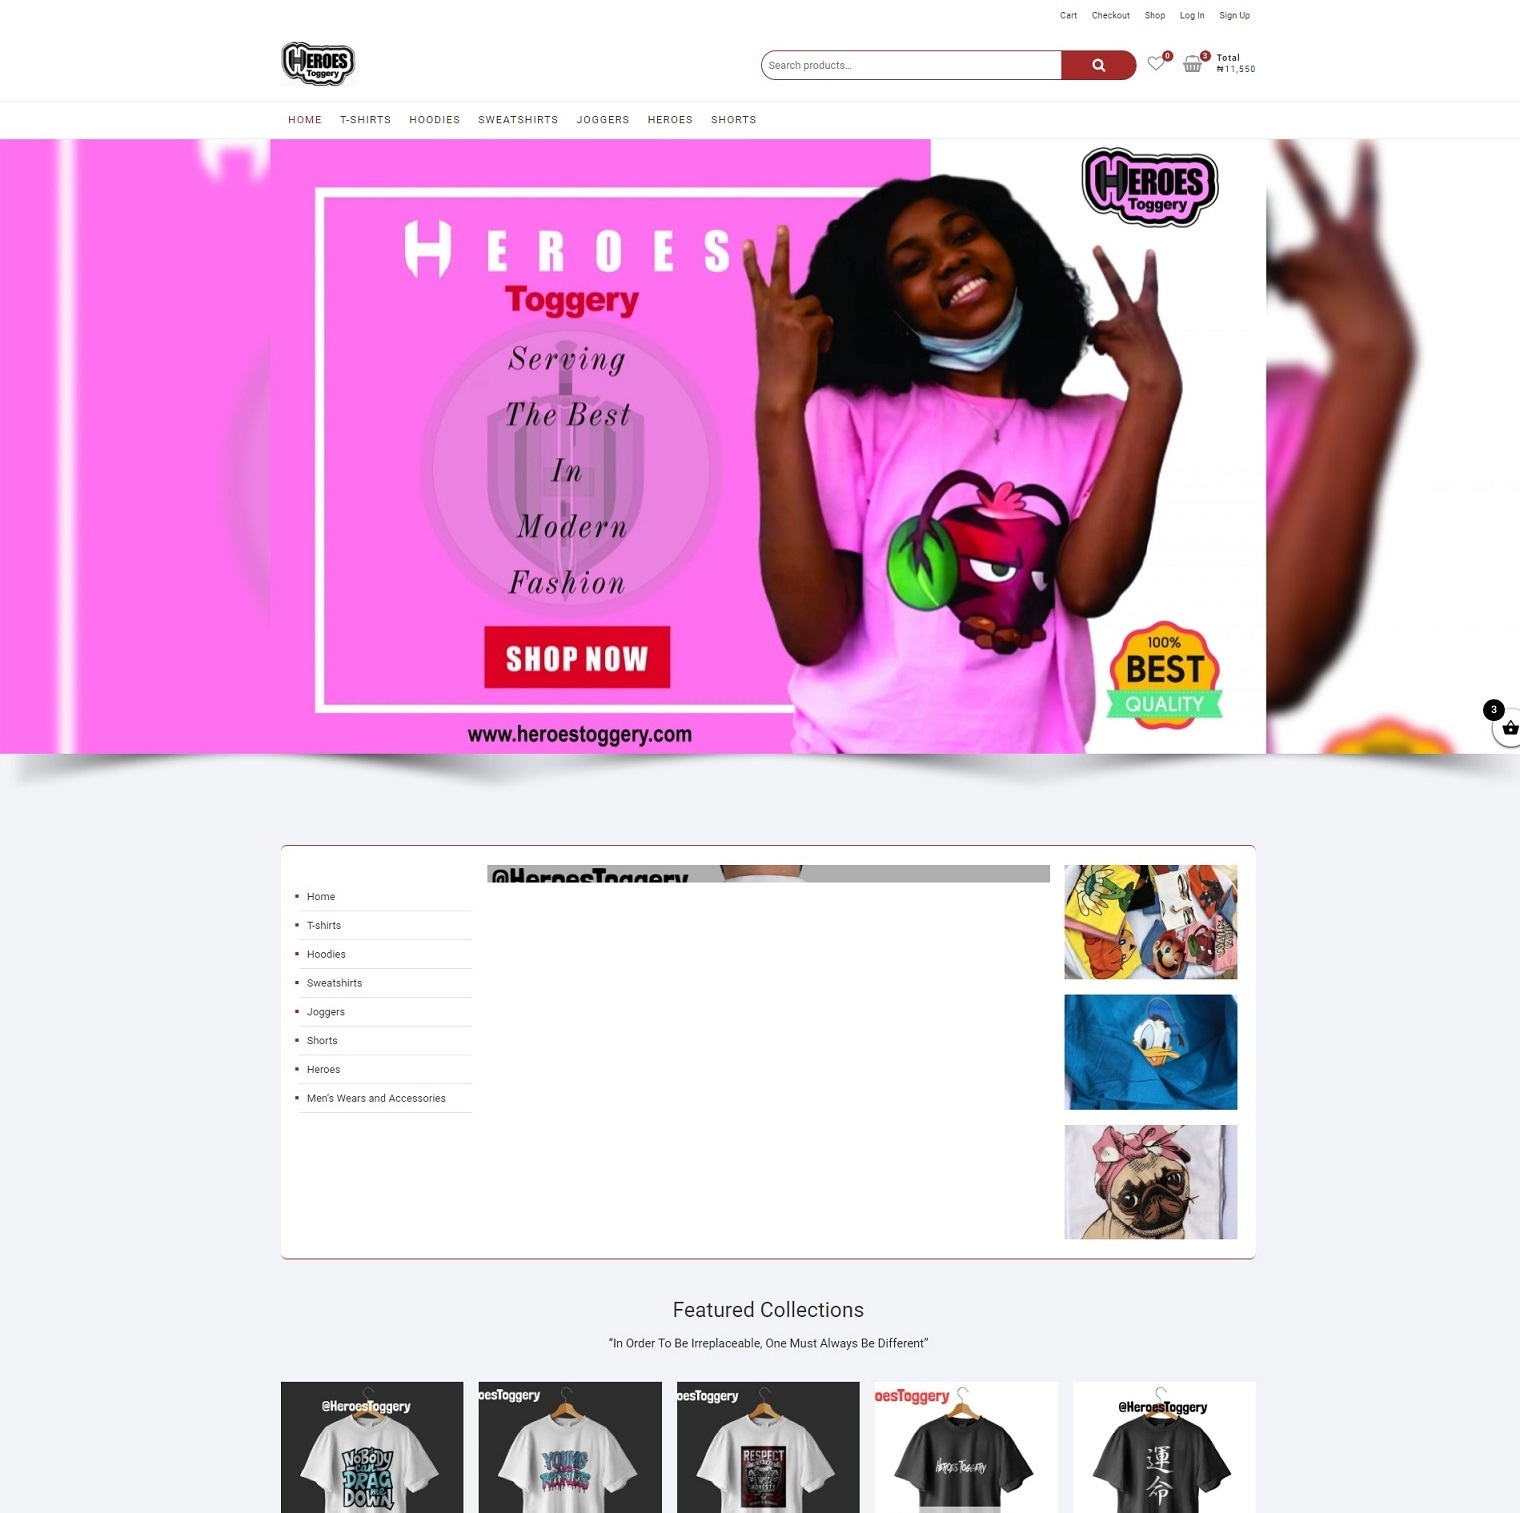 Cart Checkout Shop Log In Sign Up
HEROES
Toggery
Search products...
0
3
Total
₦11,550
HOME T-SHIRTS HOODIES SWEATSHIRTS JOGGERS HEROES SHORTS
HEROES
Toggery
HEROES
Toggery
Serving
The Best
In
Modern
Fashion
SHOP NOW
www.heroestoggery.com
100%
BEST
QUALITY
3
@HeroesToggery
Home
T-shirts
Hoodies
Sweatshirts
Joggers
Shorts
Heroes
Men’s Wears and Accessories
Featured Collections
“In Order To Be Irreplaceable, One Must Always Be Different”
@HeroesToggery
NOBODY
can
DRAG
me
DOWN
oesToggery
YOUNG
oesToggery
RESPECT
HONESTY
oesToggery
HEROES TOGGERY
@HeroesToggery
運
命